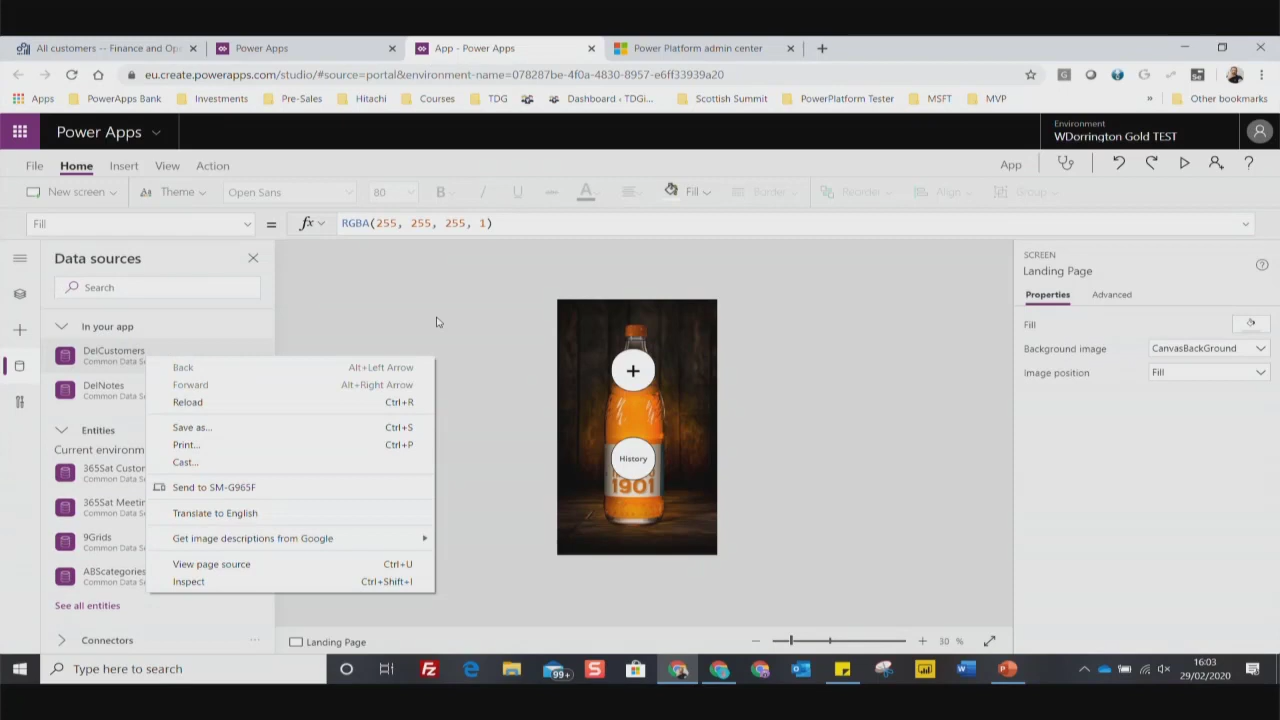 All customers -- Finance and Op
Power Apps
App - Power Apps
Power Platform admin center
eu.create.powerapps.com/studio/#source=portal&environment-name=078287be-4f0a-4830-8957-e6ff33939a20
Apps
PowerApps Bank
Investments
Pre-Sales
Hitachi
Courses
TDG
Dashboard ‹ TDGi...
Scottish Summit
PowerPlatform Tester
MSFT
MVP
»
Other bookmarks
Power Apps
Environment
WDorrington Gold TEST
File
Home
Insert
View
Action
App
New screen
Theme
Open Sans
80
B
/
U
A
Fill
Border
Reorder
Align
Group
Fill
=
fx
RGBA(255, 255, 255, 1)
Data sources
Search
In your app
DelCustomers
Common Data Se
DelNotes
Common Data Se
Entities
Current environm
365Sat Custor
Common Data Se
365Sat Meetir
Common Data Se
9Grids
Common Data Se
ABScategories
Common Data Se
See all entities
Connectors
Back Alt+Left Arrow
Forward Alt+Right Arrow
Reload Ctrl+R
Save as... Ctrl+S
Print... Ctrl+P
Cast...
Send to SM-G965F
Translate to English
Get image descriptions from Google
View page source Ctrl+U
Inspect Ctrl+Shift+I
+
History
1901
SCREEN
Landing Page
Properties
Advanced
Fill
Background image
CanvasBackGround
Image position
Fill
Landing Page
30 %
Type here to search
99+
16:03
29/02/2020